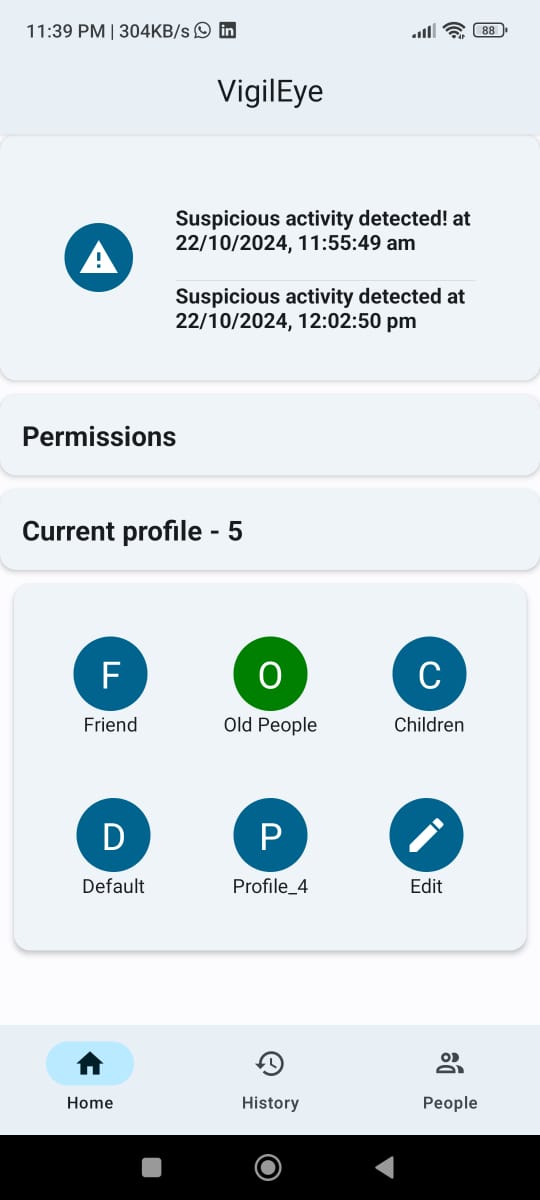 11:39 PM | 304KB/s
88
VigilEye
Suspicious activity detected! at
22/10/2024, 11:55:49 am
Suspicious activity detected at
22/10/2024, 12:02:50 pm
Permissions
Current profile - 5
F O C
Friend Old People Children
D P
Default Profile_4 Edit
Home History People